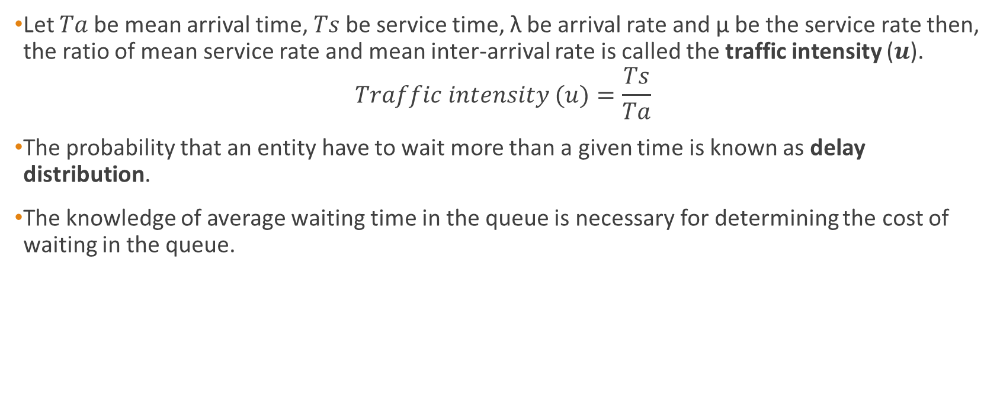 •Let Ta be mean arrival time, Ts be service time, λ be arrival rate and μ be the service rate then,
the ratio of mean service rate and mean inter-arrival rate is called the traffic intensity (u).
Traffic intensity (u) = Ts/Ta
•The probability that an entity have to wait more than a given time is known as delay
distribution.
•The knowledge of average waiting time in the queue is necessary for determining the cost of
waiting in the queue.